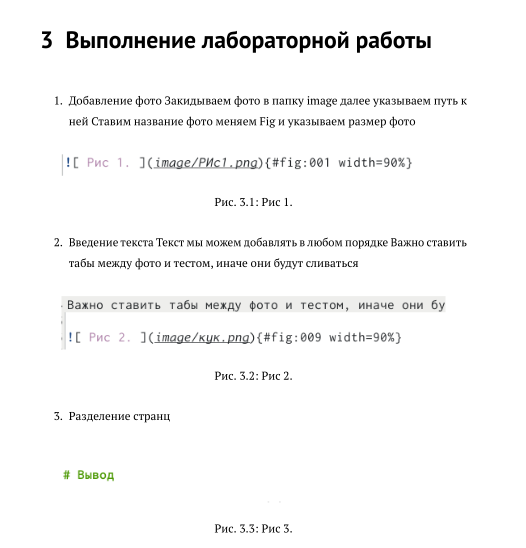 3 Выполнение лабораторной работы
1. Добавление фото Закидываем фото в папку image далее указываем путь к
ней Ставим название фото меняем Fig и указываем размер фото
![ Рис 1. ](image/РИс1.png){#fig:001 width=90%}
Рис. 3.1: Рис 1.
2. Введение текста Текст мы можем добавлять в любом порядке Важно ставить
табы между фото и тестом, иначе они будут сливаться
Важно ставить табы между фото и тестом, иначе они бу
![ Рис 2. ](image/кук.png){#fig:009 width=90%}
Рис. 3.2: Рис 2.
3. Разделение странц
# Вывод
Рис. 3.3: Рис 3.